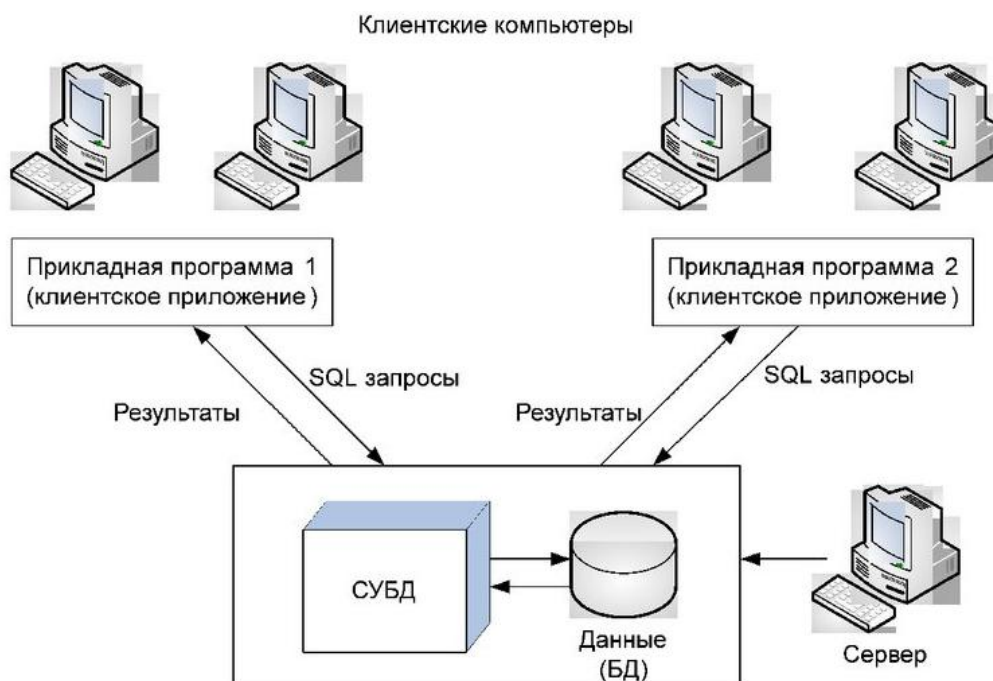 Клиентские компьютеры
Прикладная программа 1
(клиентское приложение)
Прикладная программа 2
(клиентское приложение)
SQL запросы
Результаты
SQL запросы
Результаты
СУБД
Данные
(БД)
Сервер